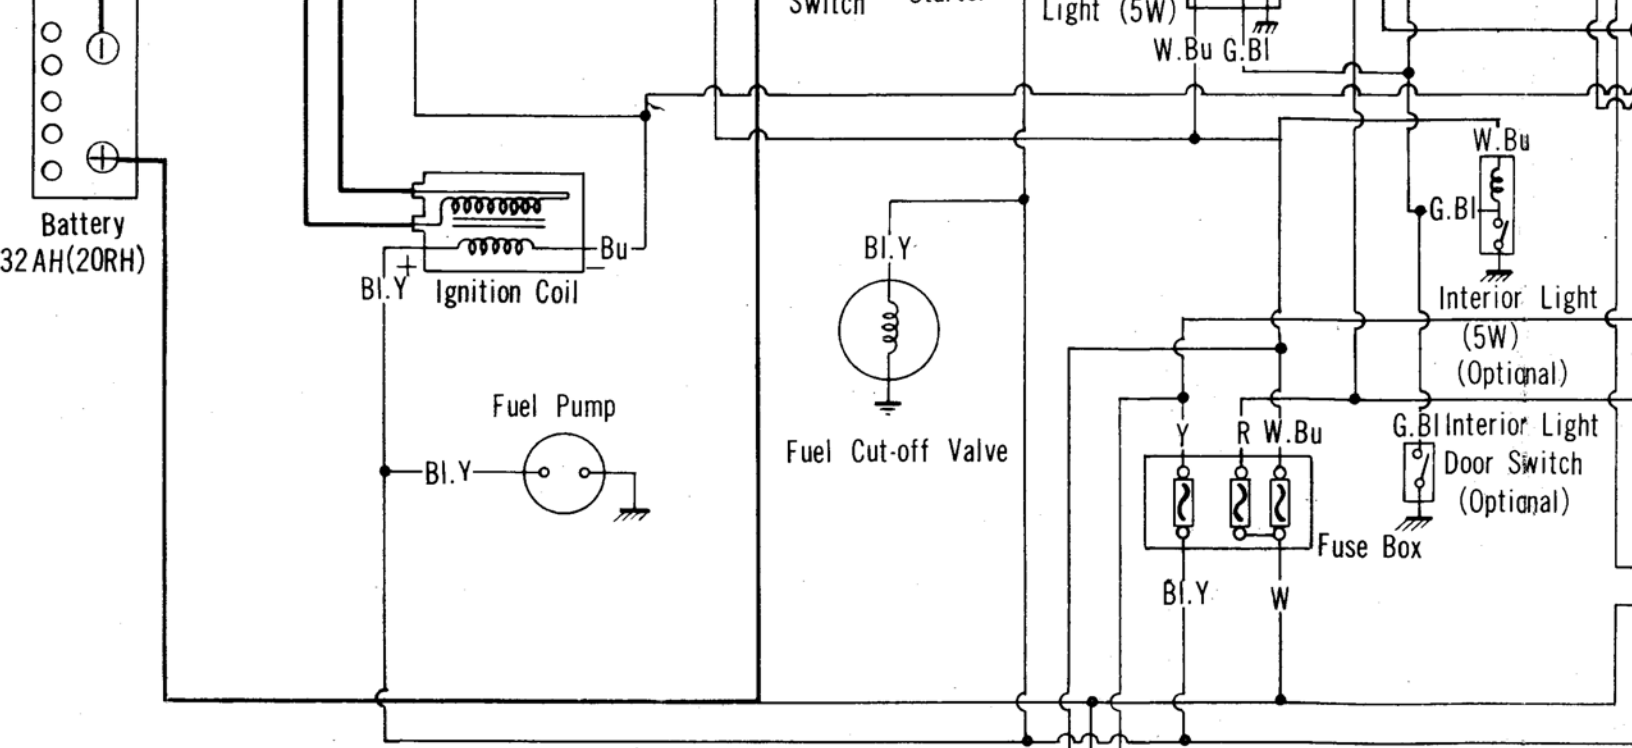 Switch
Light (5W)
W.Bu G.Bl
W.Bu
Battery
32AH(20RH)
G.Bl
Bl.Y
Bu
+
−
Bl.Y
Ignition Coil
Interior Light
(5W)
(Optional)
Fuel Pump
Fuel Cut-off Valve
Y
R
W.Bu
G.Bl
Interior Light
Door Switch
(Optional)
Bl.Y
Fuse Box
Bl.Y
W